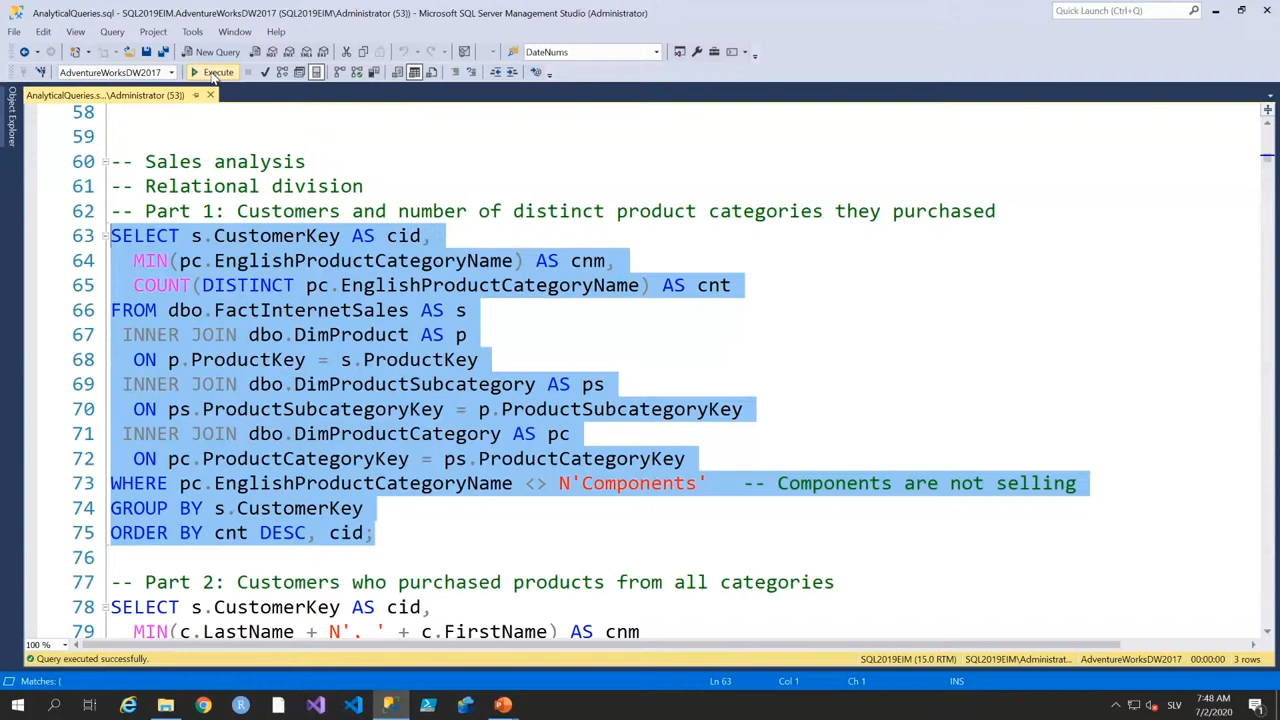 AnalyticalQueries.sql - SQL2019EIM.AdventureWorksDW2017 (SQL2019EIM\Administrator (53)) - Microsoft SQL Server Management Studio (Administrator)
Quick Launch (Ctrl+Q)
File Edit View Query Project Tools Window Help
New Query
DateNums
AdventureWorksDW2017
Execute
AnalyticalQueries.s...\Administrator (53))
Object Explorer
58
59
60 -- Sales analysis
61 -- Relational division
62 -- Part 1: Customers and number of distinct product categories they purchased
63 SELECT s.CustomerKey AS cid,
64 MIN(pc.EnglishProductCategoryName) AS cnm,
65 COUNT(DISTINCT pc.EnglishProductCategoryName) AS cnt
66 FROM dbo.FactInternetSales AS s
67 INNER JOIN dbo.DimProduct AS p
68 ON p.ProductKey = s.ProductKey
69 INNER JOIN dbo.DimProductSubcategory AS ps
70 ON ps.ProductSubcategoryKey = p.ProductSubcategoryKey
71 INNER JOIN dbo.DimProductCategory AS pc
72 ON pc.ProductCategoryKey = ps.ProductCategoryKey
73 WHERE pc.EnglishProductCategoryName <> N'Components' -- Components are not selling
74 GROUP BY s.CustomerKey
75 ORDER BY cnt DESC, cid;
76
77 -- Part 2: Customers who purchased products from all categories
78 SELECT s.CustomerKey AS cid,
79 MIN(c.LastName + N', ' + c.FirstName) AS cnm
100 %
Query executed successfully. SQL2019EIM (15.0 RTM) SQL2019EIM\Administrat... AdventureWorksDW2017 00:00:00 3 rows
Matches: ( Ln 63 Col 1 Ch 1 INS
SLV
7:48 AM
7/2/2020